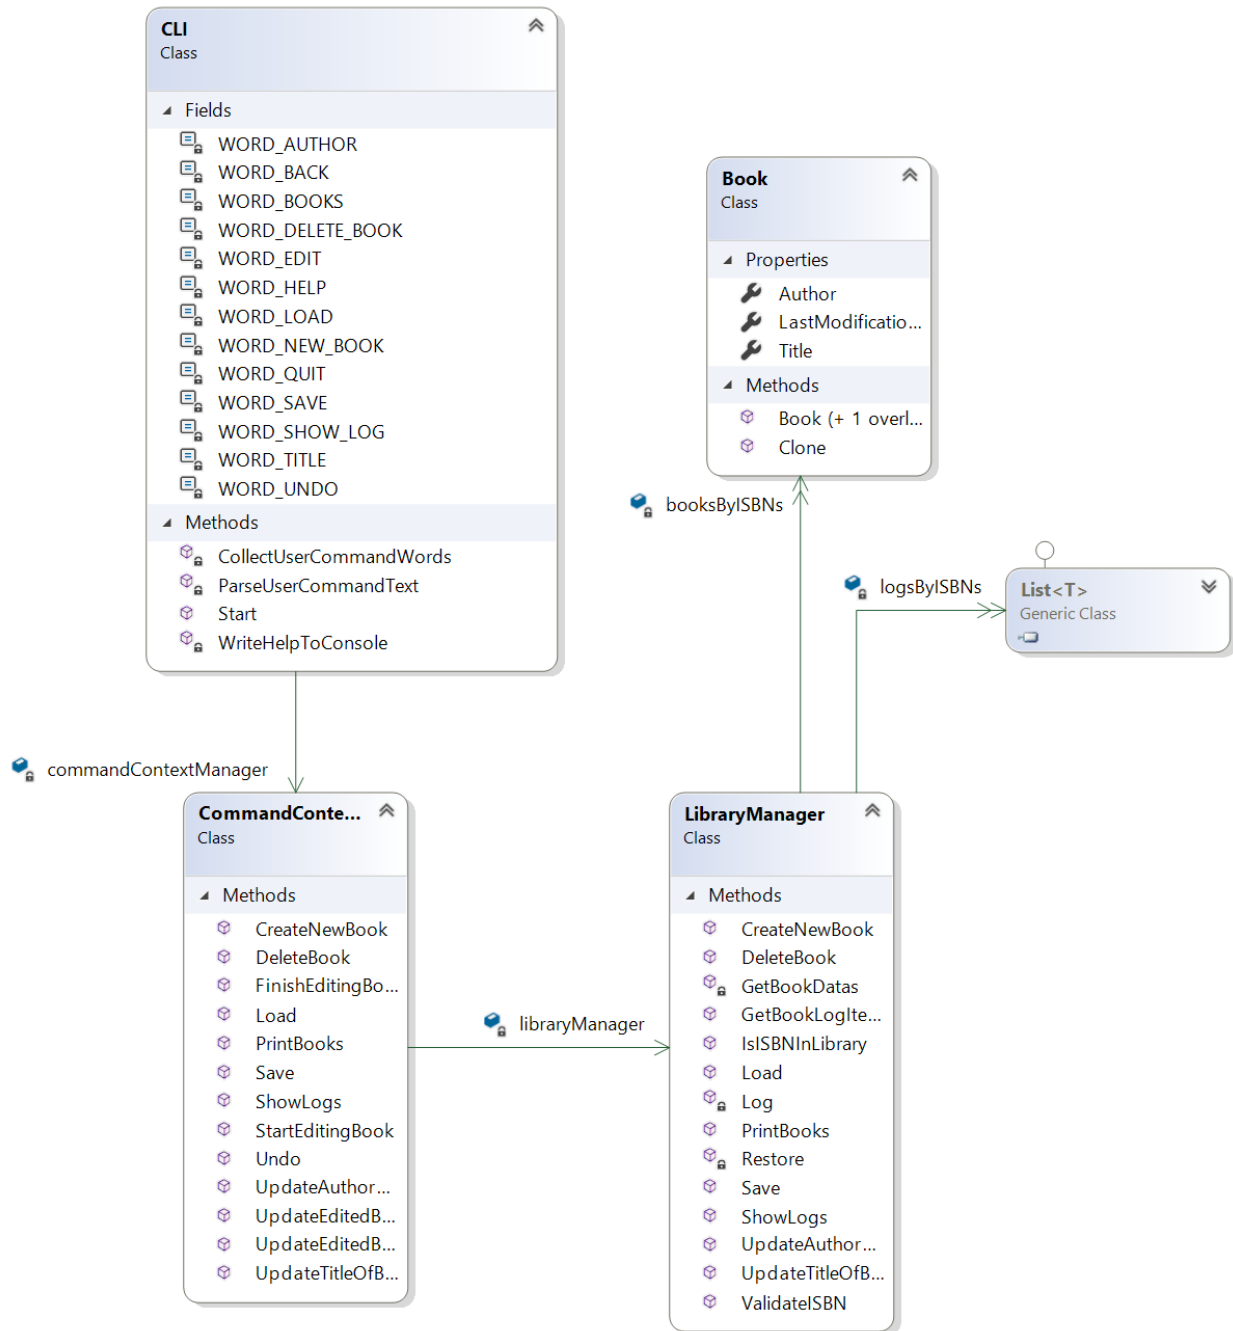 CLI
Class
Fields
WORD_AUTHOR
WORD_BACK
WORD_BOOKS
WORD_DELETE_BOOK
WORD_EDIT
WORD_HELP
WORD_LOAD
WORD_NEW_BOOK
WORD_QUIT
WORD_SAVE
WORD_SHOW_LOG
WORD_TITLE
WORD_UNDO
Methods
CollectUserCommandWords
ParseUserCommandText
Start
WriteHelpToConsole
Book
Class
Properties
Author
LastModificatio...
Title
Methods
Book (+ 1 overl...
Clone
booksByISBNs
logsByISBNs
List<T>
Generic Class
commandContextManager
CommandConte...
Class
Methods
CreateNewBook
DeleteBook
FinishEditingBo...
Load
PrintBooks
Save
ShowLogs
StartEditingBook
Undo
UpdateAuthor...
UpdateEditedB...
UpdateEditedB...
UpdateTitleOfB...
libraryManager
LibraryManager
Class
Methods
CreateNewBook
DeleteBook
GetBookDatas
GetBookLogIte...
IsISBNInLibrary
Load
Log
PrintBooks
Restore
Save
ShowLogs
UpdateAuthor...
UpdateTitleOfB...
ValidateISBN